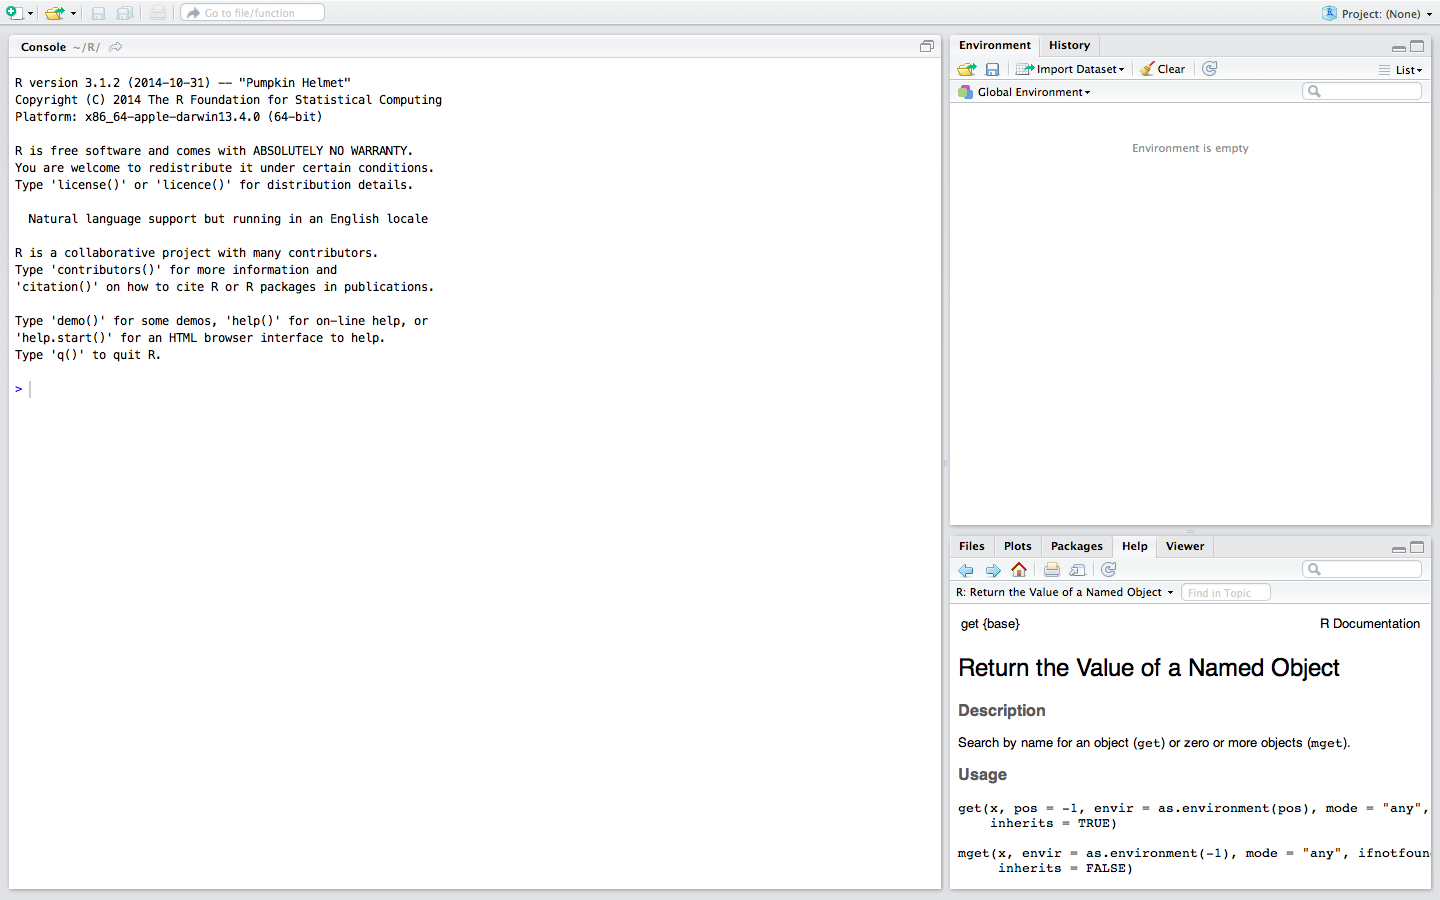 Go to file/function
Project: (None)
Console ~/R/
R version 3.1.2 (2014-10-31) -- "Pumpkin Helmet"
Copyright (C) 2014 The R Foundation for Statistical Computing
Platform: x86_64-apple-darwin13.4.0 (64-bit)
R is free software and comes with ABSOLUTELY NO WARRANTY.
You are welcome to redistribute it under certain conditions.
Type 'license()' or 'licence()' for distribution details.
Natural language support but running in an English locale
R is a collaborative project with many contributors.
Type 'contributors()' for more information and
'citation()' on how to cite R or R packages in publications.
Type 'demo()' for some demos, 'help()' for on-line help, or
'help.start()' for an HTML browser interface to help.
Type 'q()' to quit R.
>
Environment History
Import Dataset Clear List
Global Environment
Environment is empty
Files Plots Packages Help Viewer
R: Return the Value of a Named Object Find in Topic
get {base} R Documentation
Return the Value of a Named Object
Description
Search by name for an object (get) or zero or more objects (mget).
Usage
get(x, pos = -1, envir = as.environment(pos), mode = "any",
inherits = TRUE)
mget(x, envir = as.environment(-1), mode = "any", ifnotfoun
inherits = FALSE)